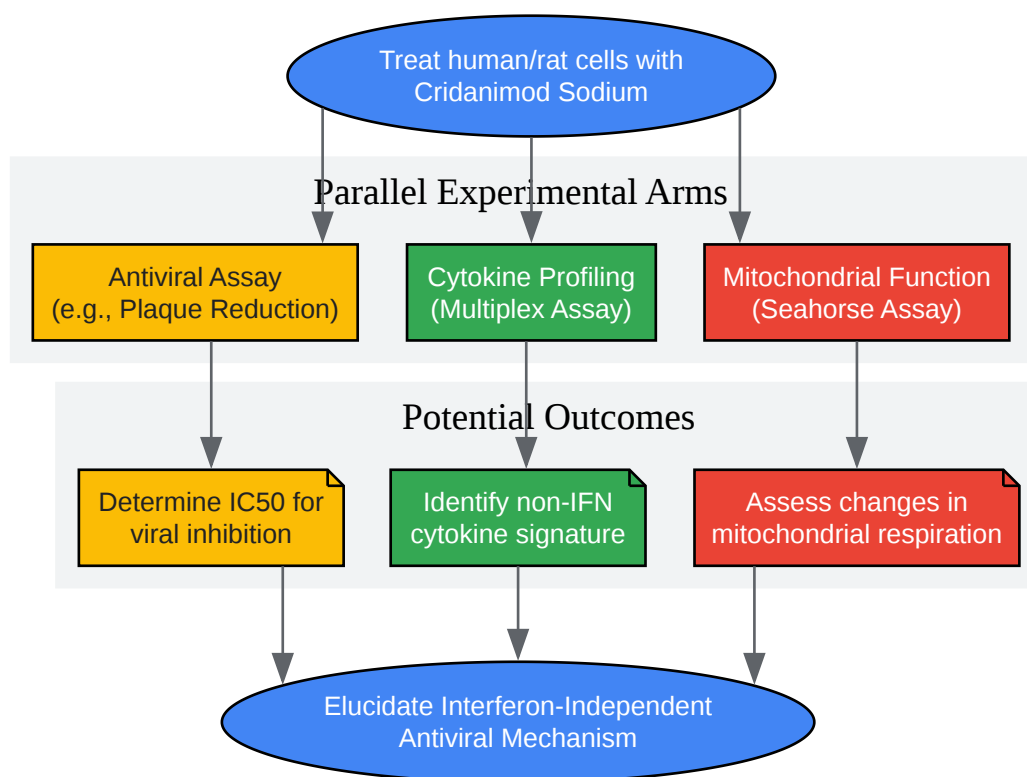 Treat human/rat cells with
Cridanimod Sodium
Parallel Experimental Arms
Antiviral Assay
(e.g., Plaque Reduction)
Cytokine Profiling
(Multiplex Assay)
Mitochondrial Function
(Seahorse Assay)
Potential Outcomes
Determine IC50 for
viral inhibition
Identify non-IFN
cytokine signature
Assess changes in
mitochondrial respiration
Elucidate Interferon-Independent
Antiviral Mechanism